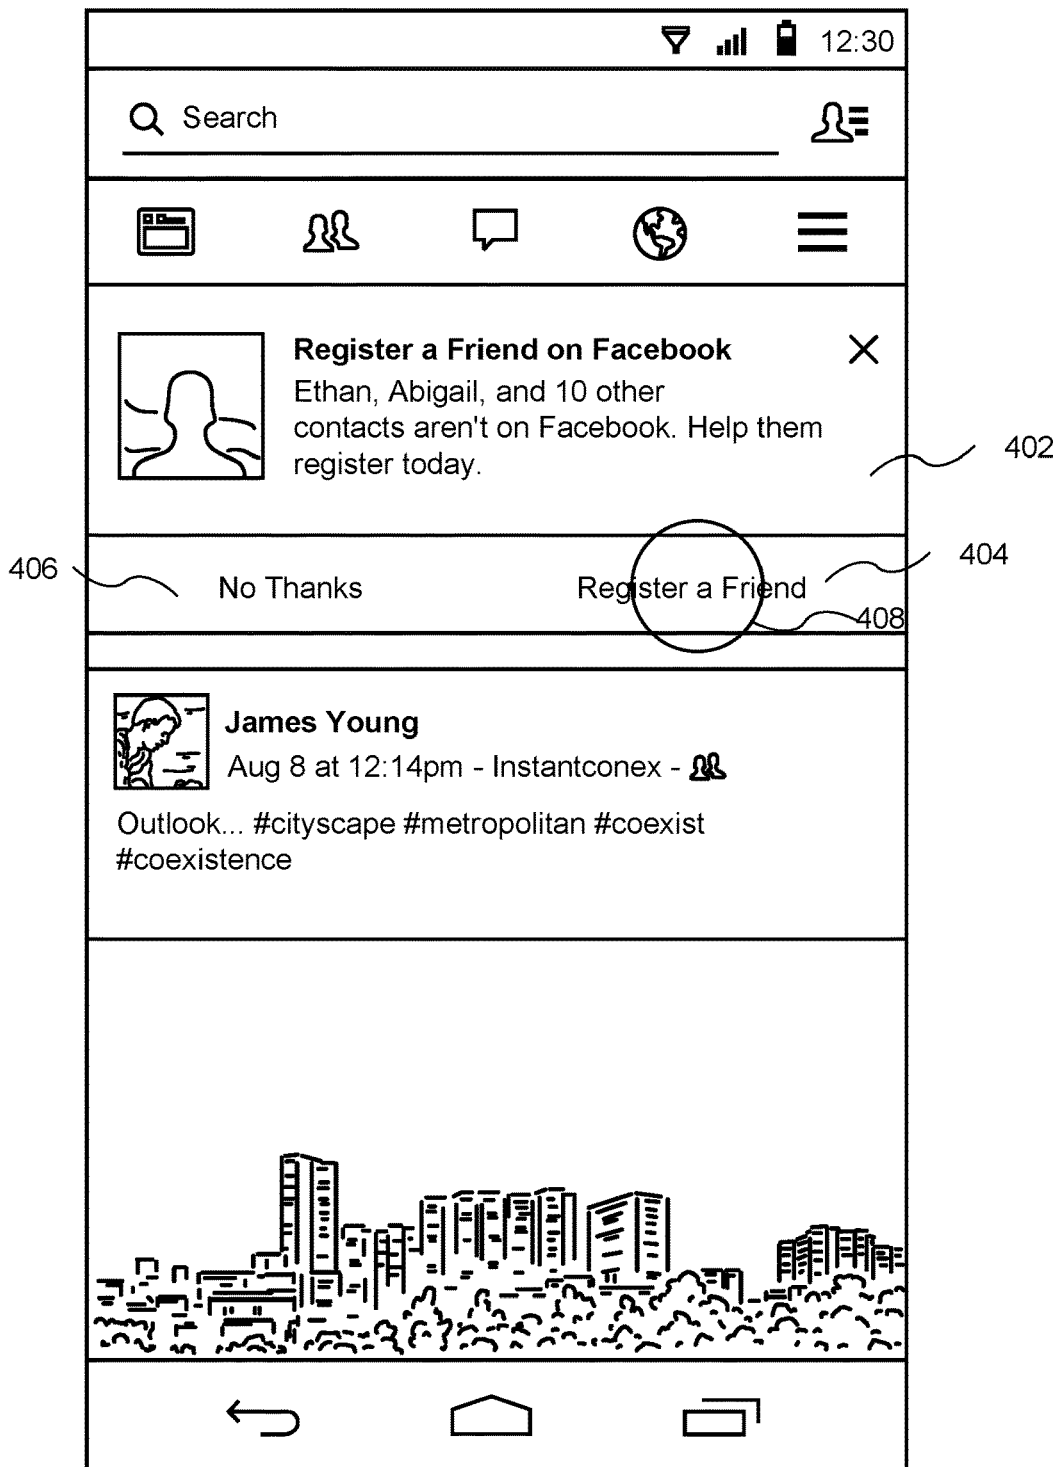 12:30
Search
Register a Friend on Facebook
Ethan, Abigail, and 10 other
contacts aren't on Facebook. Help them
register today.
402
406
No Thanks
Register a Friend
404
408
James Young
Aug 8 at 12:14pm - Instantconex -
Outlook... #cityscape #metropolitan #coexist
#coexistence